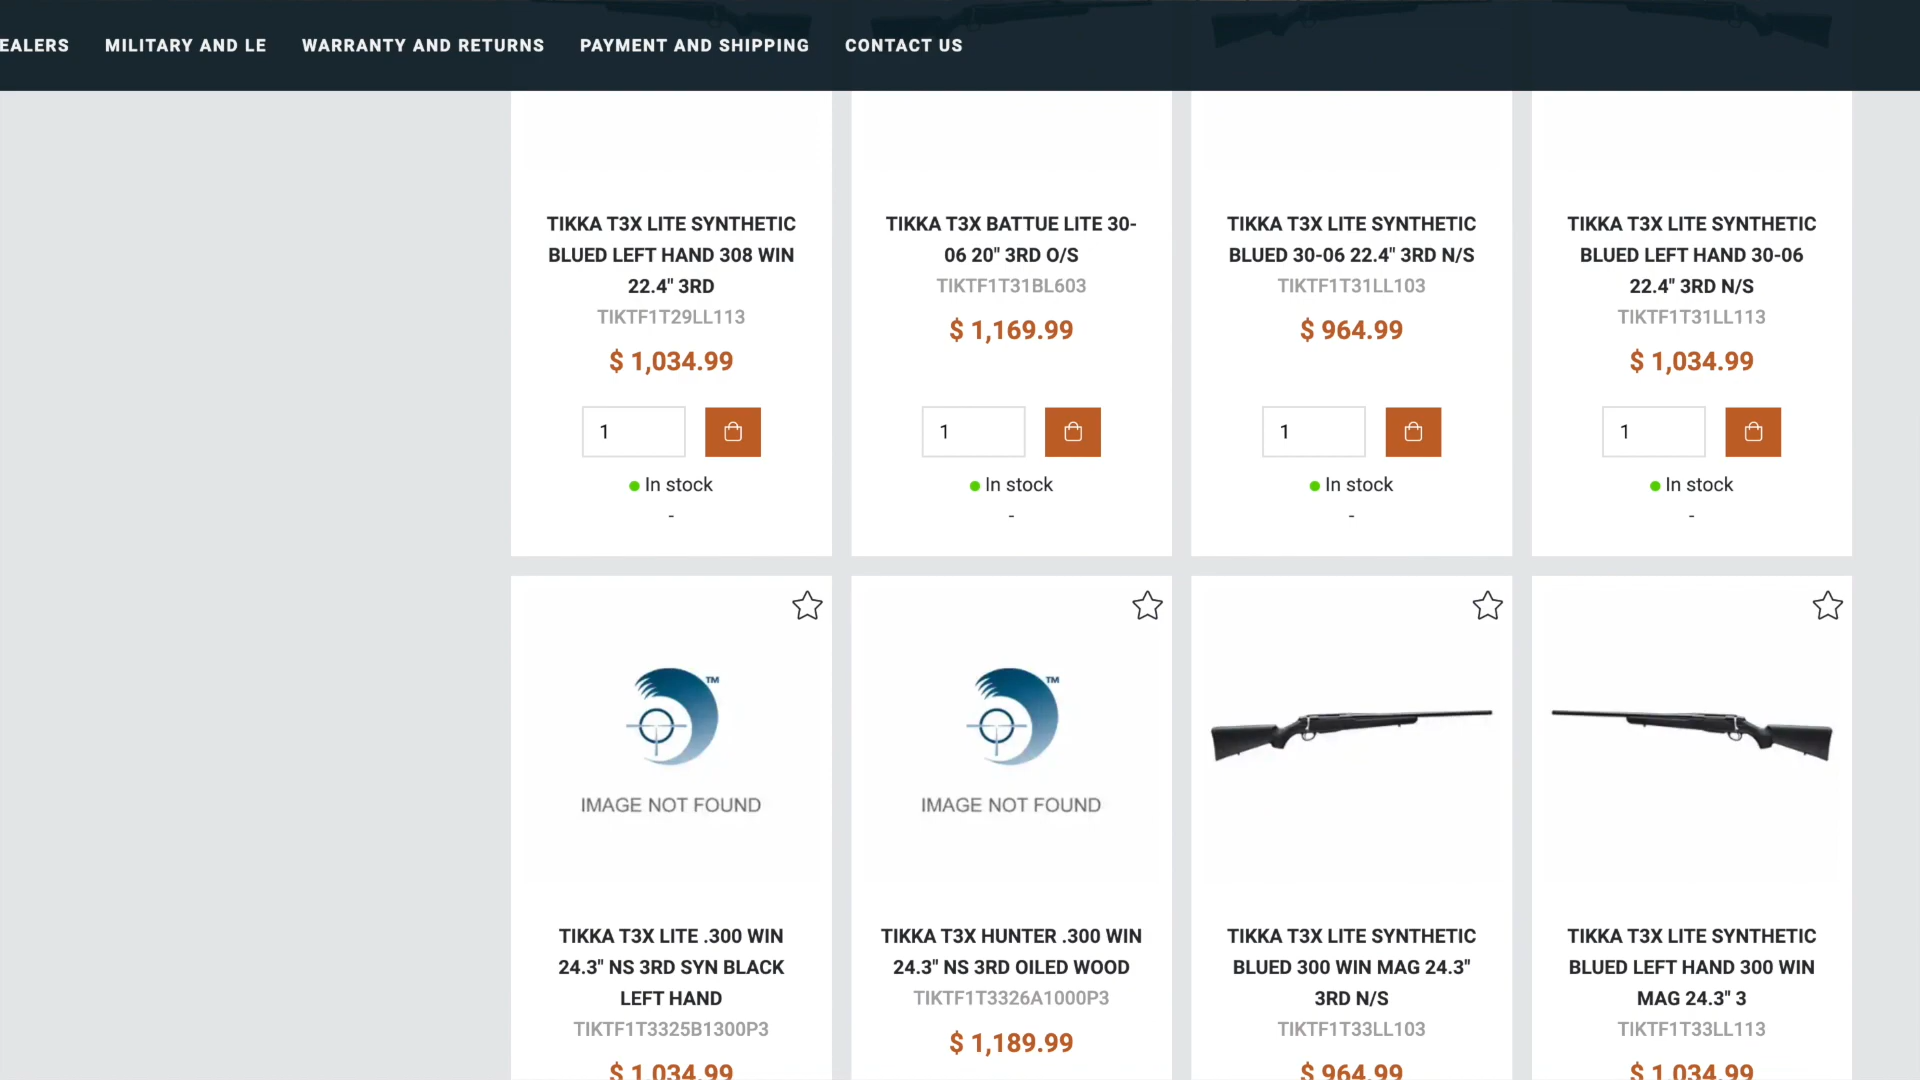 EALERS MILITARY AND LE WARRANTY AND RETURNS PAYMENT AND SHIPPING CONTACT US
TIKKA T3X LITE SYNTHETIC
BLUED LEFT HAND 308 WIN
22.4" 3RD
TIKTF1T29LL113
$ 1,034.99
1
In stock
-
TIKKA T3X BATTUE LITE 30-
06 20" 3RD O/S
TIKTF1T31BL603
$ 1,169.99
1
In stock
-
TIKKA T3X LITE SYNTHETIC
BLUED 30-06 22.4" 3RD N/S
TIKTF1T31LL103
$ 964.99
1
In stock
-
TIKKA T3X LITE SYNTHETIC
BLUED LEFT HAND 30-06
22.4" 3RD N/S
TIKTF1T31LL113
$ 1,034.99
1
In stock
-
TM
IMAGE NOT FOUND
TIKKA T3X LITE .300 WIN
24.3" NS 3RD SYN BLACK
LEFT HAND
TIKTF1T3325B1300P3
$ 1,034.99
TM
IMAGE NOT FOUND
TIKKA T3X HUNTER .300 WIN
24.3" NS 3RD OILED WOOD
TIKTF1T3326A1000P3
$ 1,189.99
TIKKA T3X LITE SYNTHETIC
BLUED 300 WIN MAG 24.3"
3RD N/S
TIKTF1T33LL103
$ 964.99
TIKKA T3X LITE SYNTHETIC
BLUED LEFT HAND 300 WIN
MAG 24.3" 3
TIKTF1T33LL113
$ 1,034.99